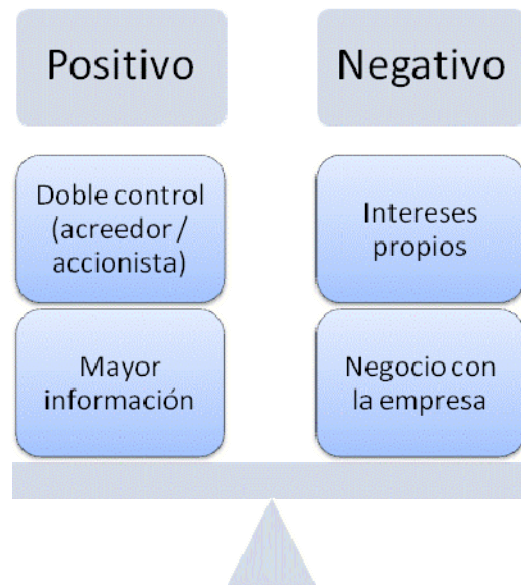 Positivo
Negativo
Doble control
(acreedor /
accionista)
Intereses
propios
Mayor
información
Negocio con
la empresa